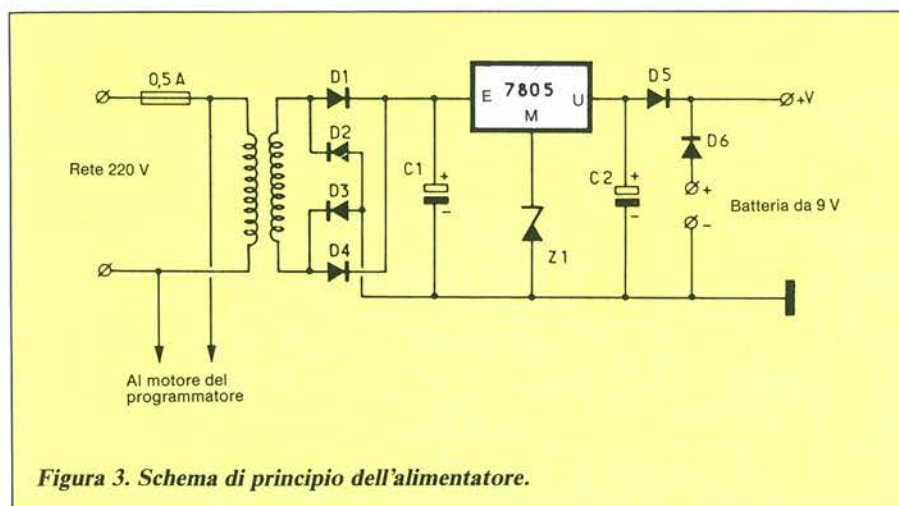 0,5 A
D1
7805
E
U
M
D5
+V
D2
D6
Rete 220 V
C1
+
−
D3
C2
+
−
+
−
Batteria da 9 V
D4
Z1
Al motore del
programmatore
Figura 3. Schema di principio dell'alimentatore.